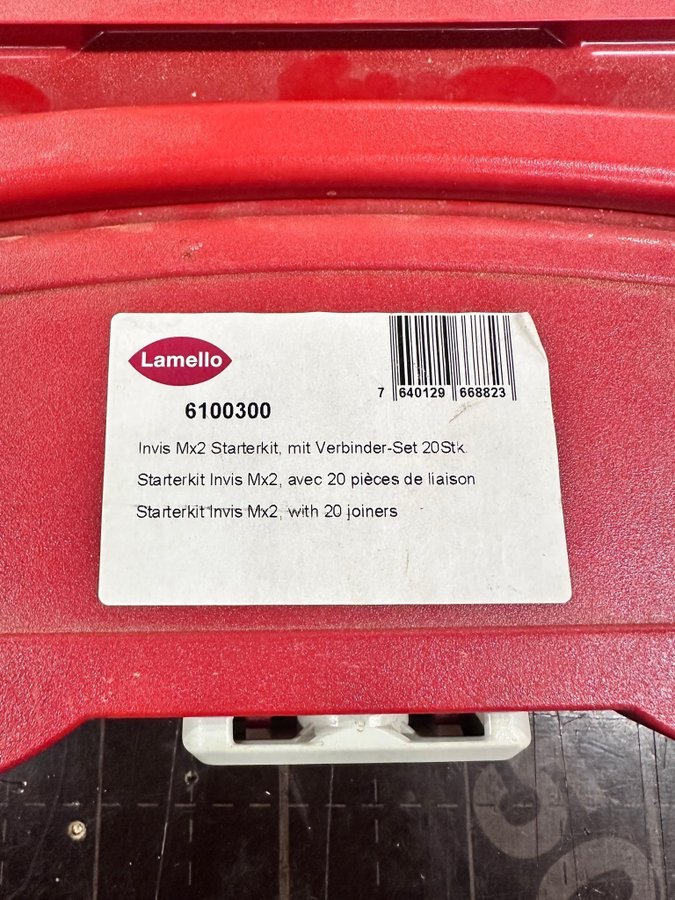 Lamello
7 640129 668823
6100300
Invis Mx2 Starterkit, mit Verbinder-Set 20Stk.
Starterkit Invis Mx2, avec 20 pièces de liaison
Starterkit Invis Mx2, with 20 joiners